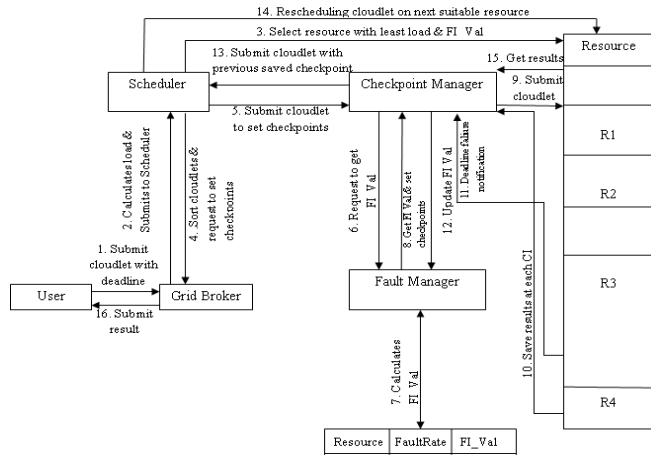 14. Rescheduling cloudlet on next suitable resource
3. Select resource with least load & FI_Val
Resource
13. Submit cloudlet with
previous saved checkpoint
15. Get results
Scheduler
Checkpoint Manager
9. Submit
cloudlet
5. Submit cloudlet
to set checkpoints
R1
2. Calculates load &
Submits to Scheduler
4. Sort cloudlets &
request to set
checkpoints
6. Request to get
FI_Val
8. Get FI Val & set
checkpoints
12. Update FI Val
11. Deadline failure
notification
R2
1. Submit
cloudlet with
deadline
User
Grid Broker
Fault Manager
R3
16. Submit
result
10. Save results at each CI
7. Calculates
FI_Val
R4
Resource FaultRate FI_Val